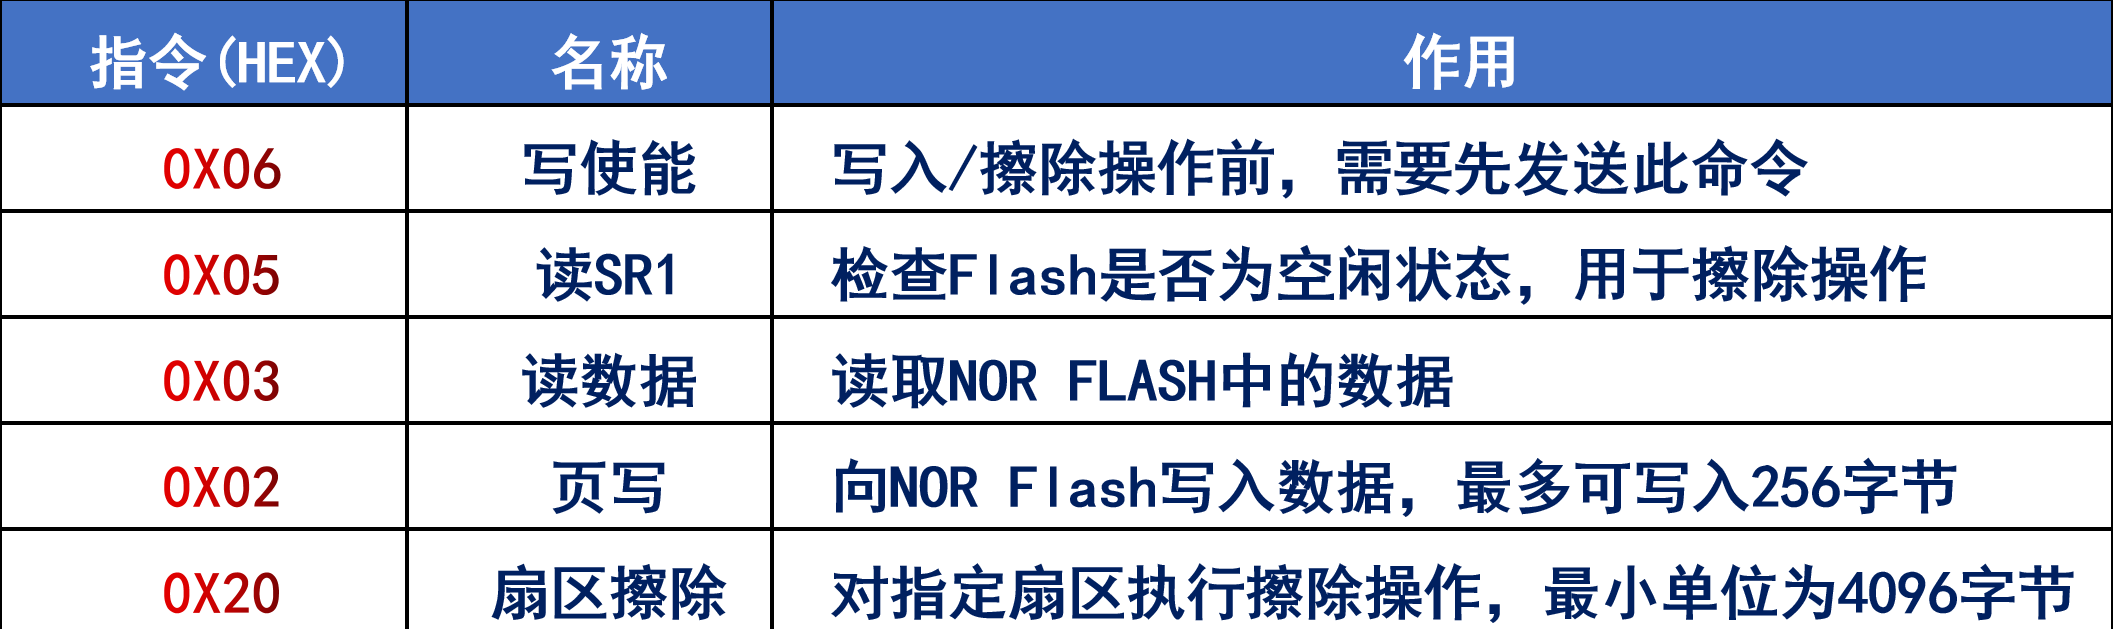 指令(HEX) 名称 作用
0X06 写使能 写入/擦除操作前，需要先发送此命令
0X05 读SR1 检查Flash是否为空闲状态，用于擦除操作
0X03 读数据 读取NOR FLASH中的数据
0X02 页写 向NOR Flash写入数据，最多可写入256字节
0X20 扇区擦除 对指定扇区执行擦除操作，最小单位为4096字节